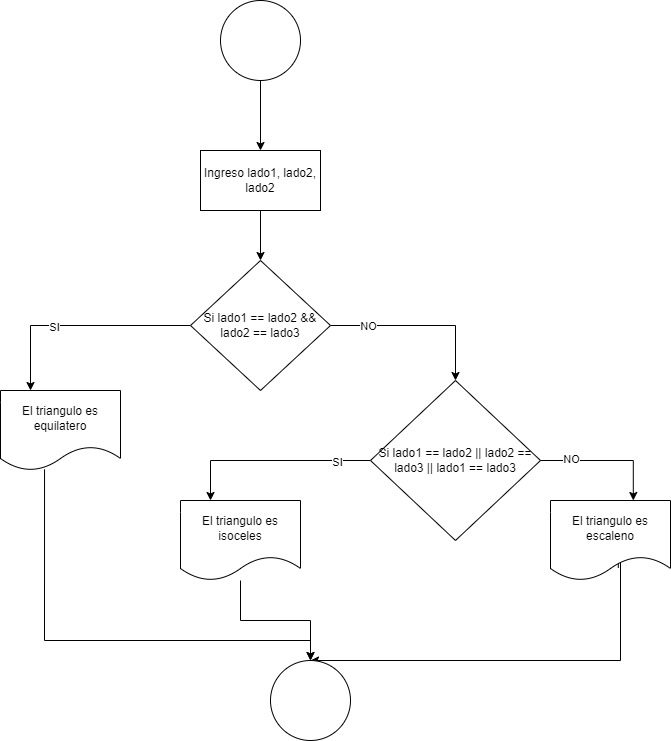 Ingreso lado1, lado2,
lado2
Si lado1 == lado2 &&
lado2 == lado3
SI
NO
El triangulo es
equilatero
Si lado1 == lado2 || lado2 ==
lado3 || lado1 == lado3
SI
NO
El triangulo es
isoceles
El triangulo es
escaleno